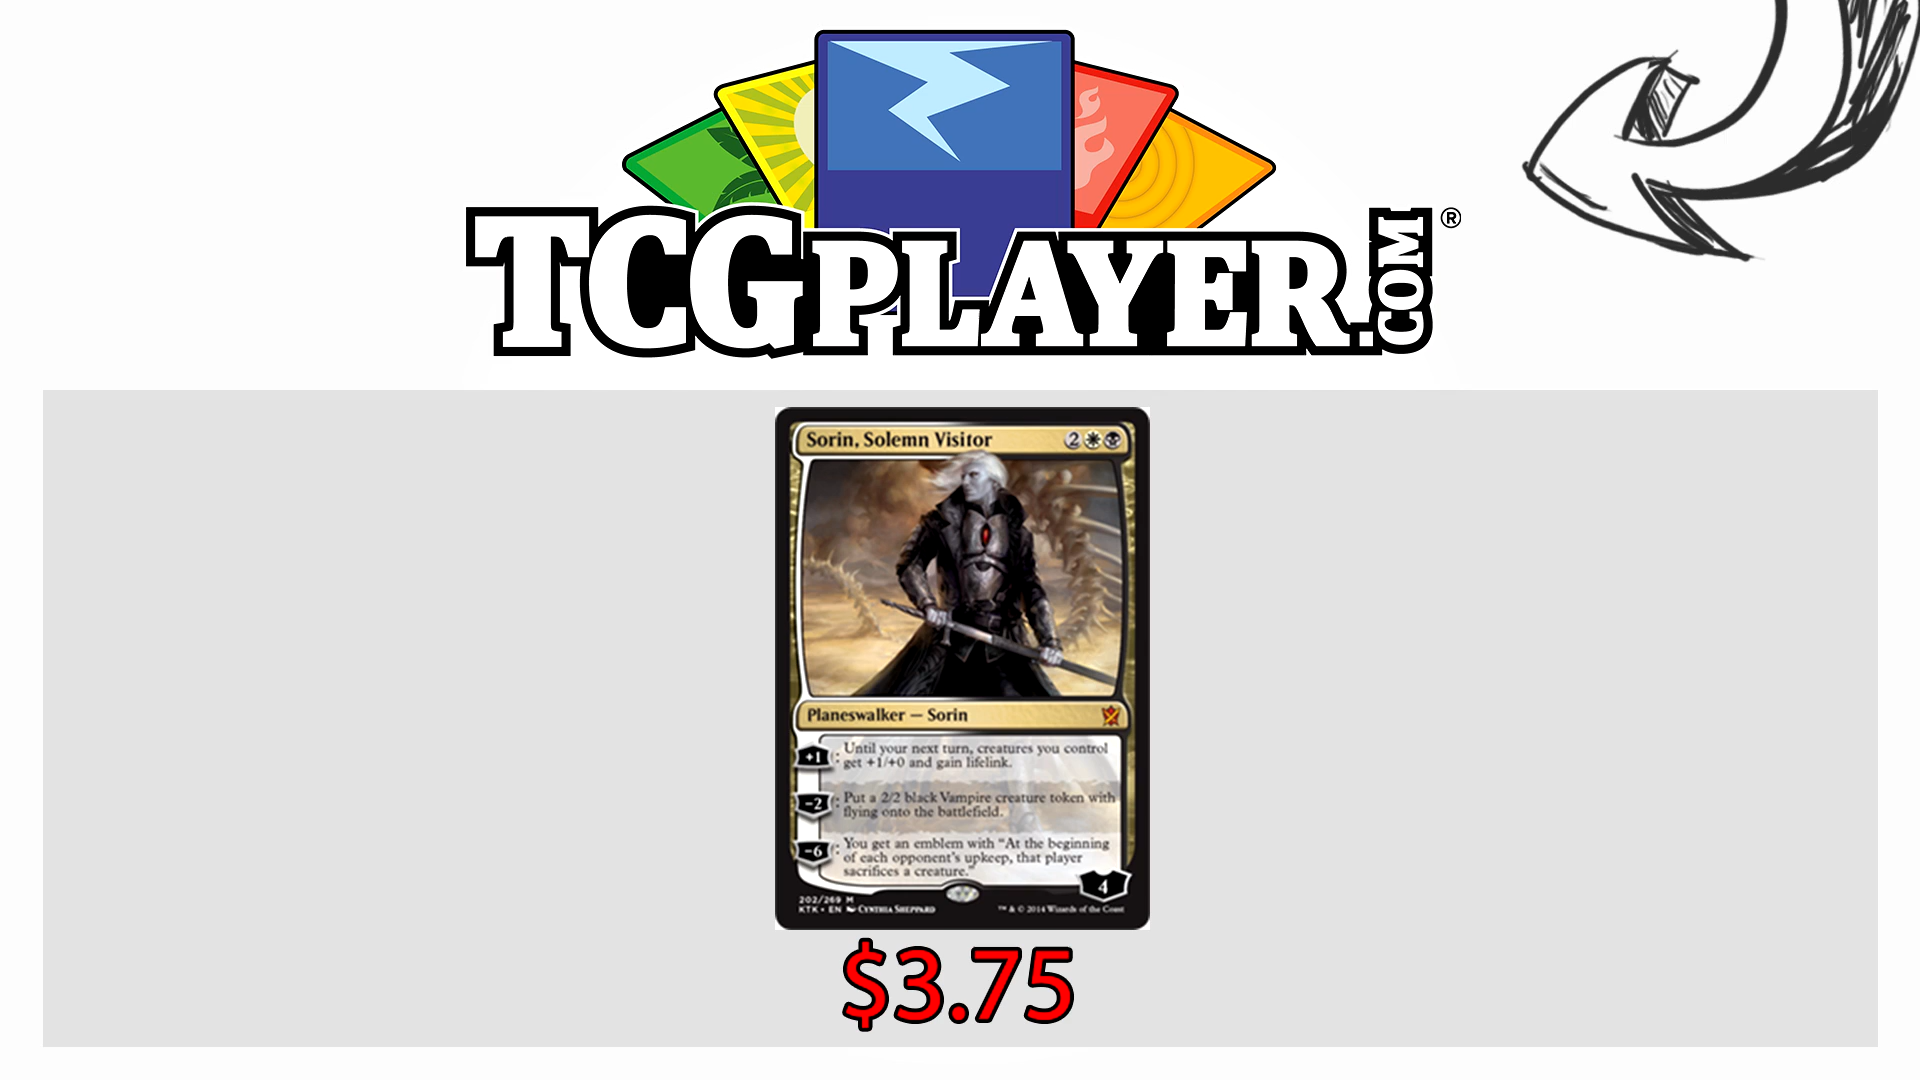 TCGPLAYER.COM®
Sorin, Solemn Visitor 2
Planeswalker — Sorin
+1: Until your next turn, creatures you control
get +1/+0 and gain lifelink.
-2: Put a 2/2 black Vampire creature token with
flying onto the battlefield.
-6: You get an emblem with “At the beginning
of each opponent’s upkeep, that player
sacrifices a creature.”
4
202/269 M
KTK • EN Cynthia Sheppard
™ & © 2014 Wizards of the Coast
$3.75